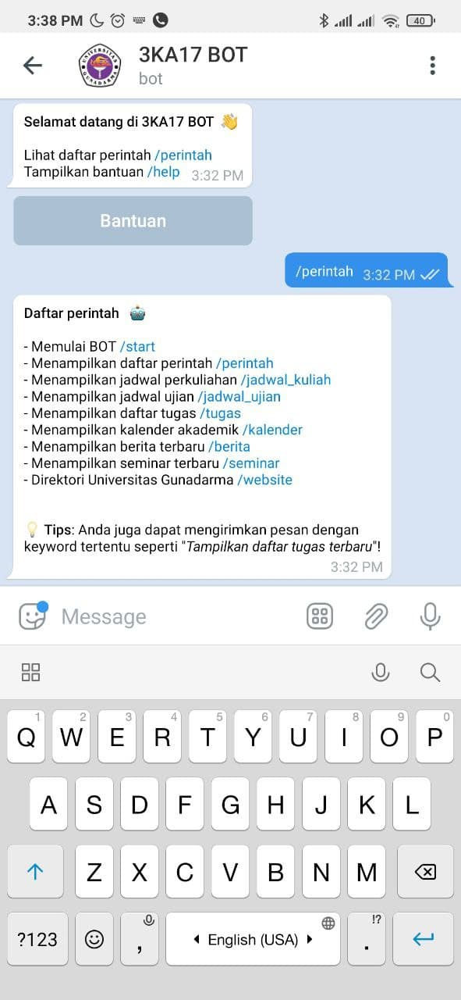 3:38 PM
40
3KA17 BOT
bot
UNIVERSITAS GUNADARMA
Selamat datang di 3KA17 BOT 👋
Lihat daftar perintah /perintah
Tampilkan bantuan /help 3:32 PM
Bantuan
/perintah 3:32 PM
Daftar perintah 🤖
- Memulai BOT /start
- Menampilkan daftar perintah /perintah
- Menampilkan jadwal perkuliahan /jadwal_kuliah
- Menampilkan jadwal ujian /jadwal_ujian
- Menampilkan daftar tugas /tugas
- Menampilkan kalender akademik /kalender
- Menampilkan berita terbaru /berita
- Menampilkan seminar terbaru /seminar
- Direktori Universitas Gunadarma /website
💡 Tips: Anda juga dapat mengirimkan pesan dengan
keyword tertentu seperti "Tampilkan daftar tugas terbaru"!
3:32 PM
Message
1 2 3 4 5 6 7 8 9 0
Q W E R T Y U I O P
A S D F G H J K L
Z X C V B N M
!?
?123 , English (USA) .